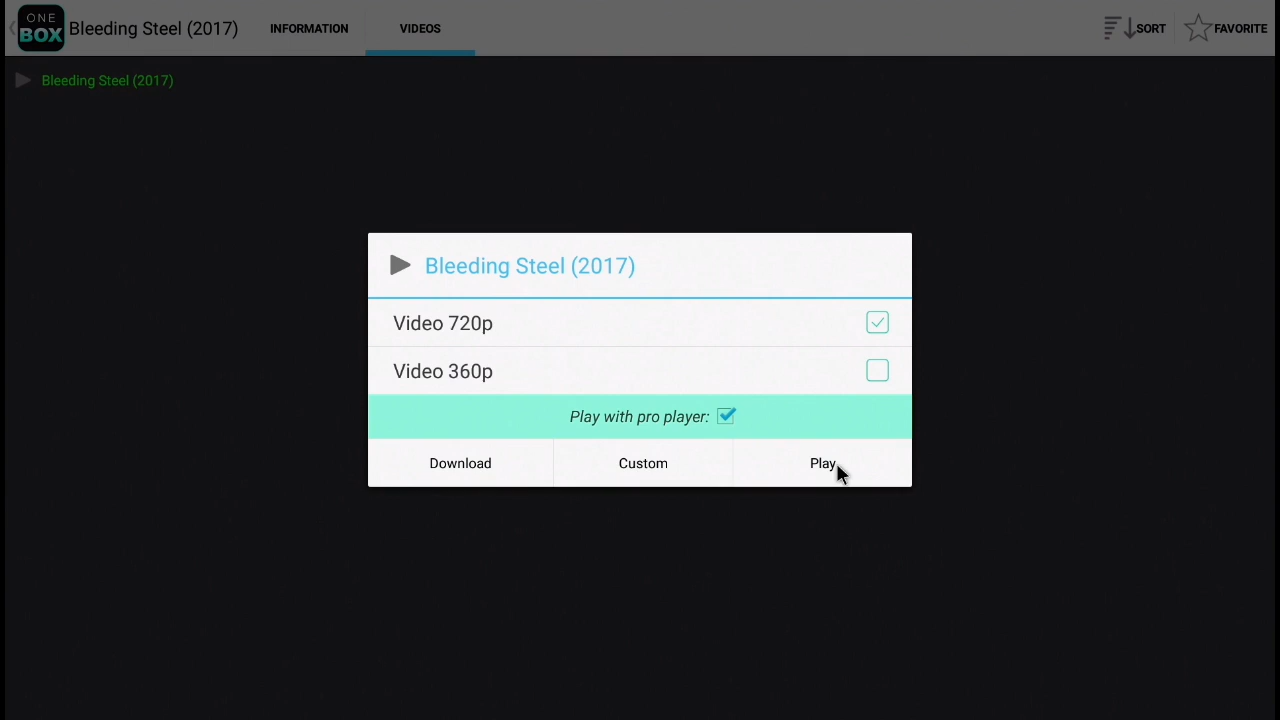 ONE
BOX
Bleeding Steel (2017)
INFORMATION
VIDEOS
SORT
FAVORITE
Bleeding Steel (2017)
Bleeding Steel (2017)
Video 720p
Video 360p
Play with pro player:
Download
Custom
Play